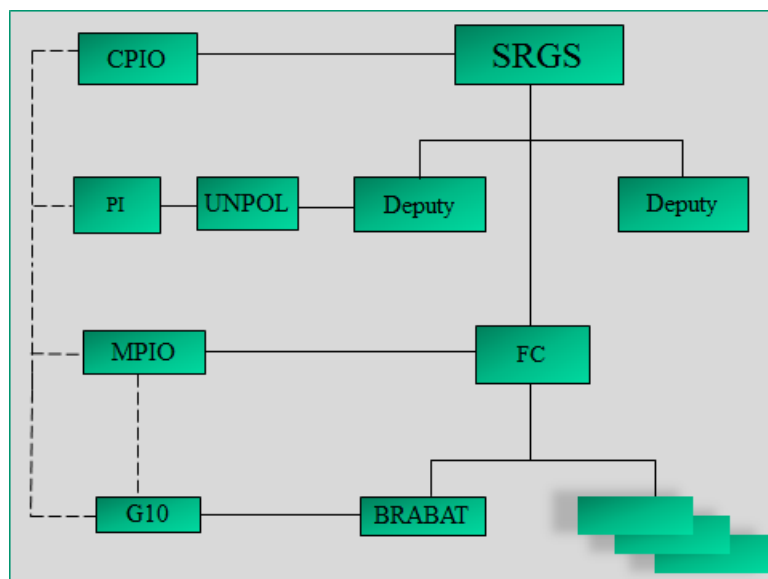 CPIO
SRGS
PI
UNPOL
Deputy
Deputy
MPIO
FC
G10
BRABAT